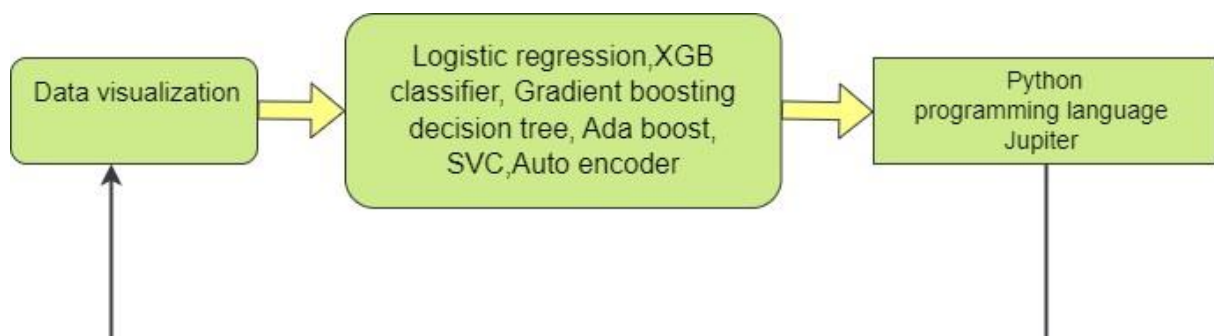 Data visualization
Logistic regression,XGB
classifier, Gradient boosting
decision tree, Ada boost,
SVC,Auto encoder
Python
programming language
Jupiter